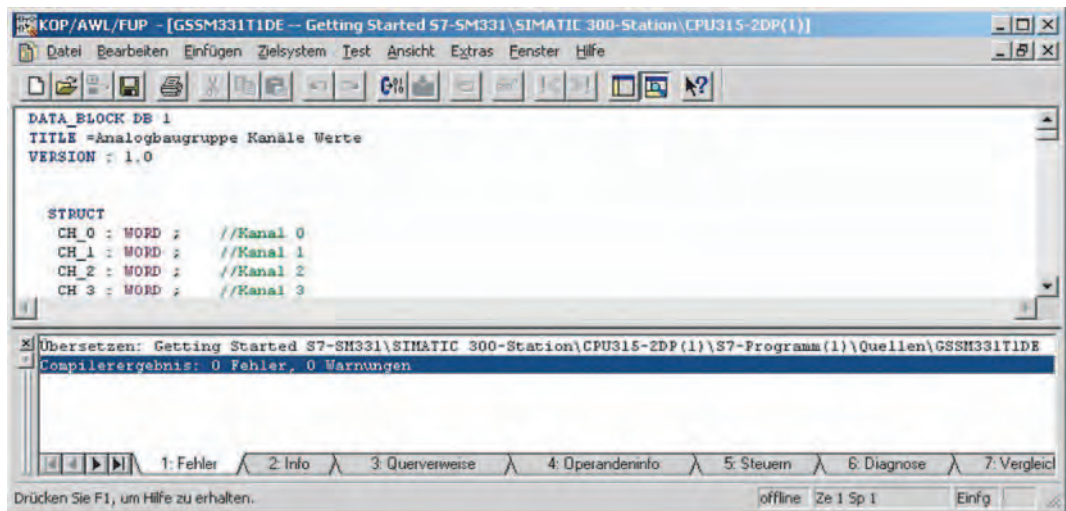 KOP/AWL/FUP - [GSSM331T1DE -- Getting Started S7-SM331\SIMATIC 300-Station\CPU315-2DP(1)]
Datei Bearbeiten Einfügen Zielsystem Test Ansicht Extras Fenster Hilfe
DATA_BLOCK DB 1
TITLE =Analogbaugruppe Kanäle Werte
VERSION : 1.0
STRUCT
CH_0 : WORD ; //Kanal 0
CH_1 : WORD ; //Kanal 1
CH_2 : WORD ; //Kanal 2
CH_3 : WORD ; //Kanal 3
Übersetzen: Getting Started S7-SM331\SIMATIC 300-Station\CPU315-2DP(1)\S7-Programm(1)\Quellen\GSSM331T1DE
Compilerergebnis: 0 Fehler, 0 Warnungen
1: Fehler 2: Info 3: Querverweise 4: Operandeninfo 5: Steuern 6: Diagnose 7: Vergleicl
Drücken Sie F1, um Hilfe zu erhalten. offline Ze 1 Sp 1 Einfg